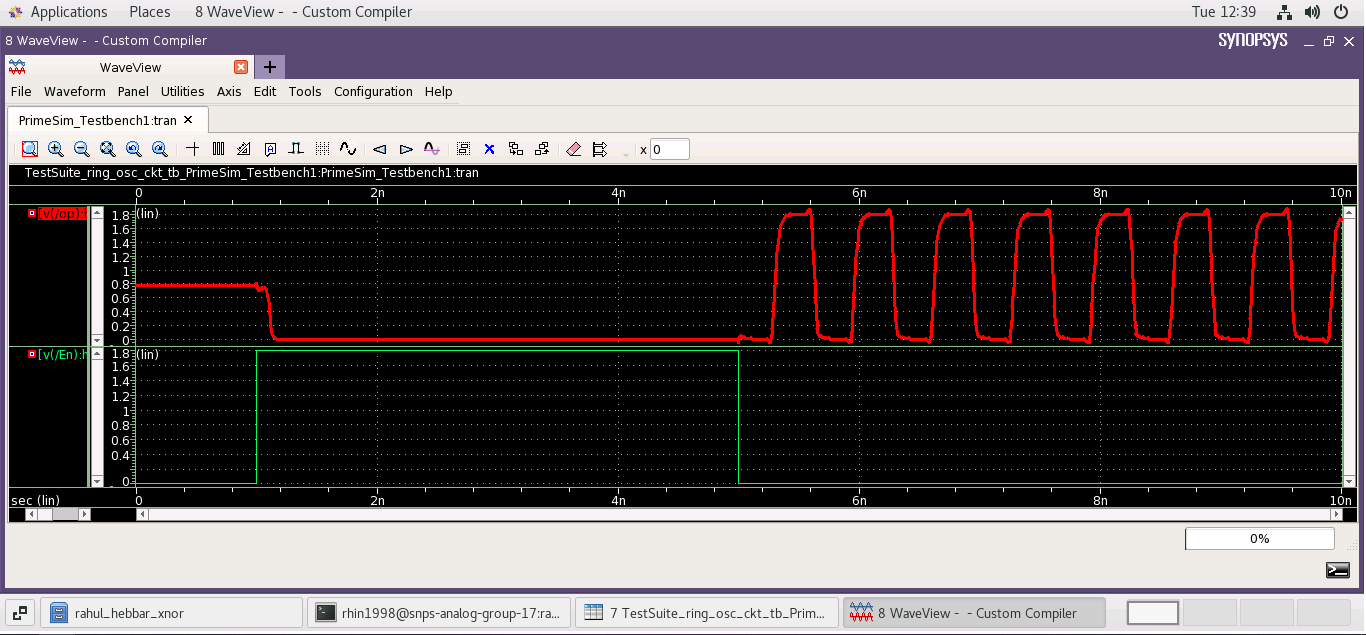 Applications Places 8 WaveView - - Custom Compiler Tue 12:39
8 WaveView - - Custom Compiler SYNOPSYS
WaveView
File Waveform Panel Utilities Axis Edit Tools Configuration Help
PrimeSim_Testbench1:tran
x 0
TestSuite_ring_osc_ckt_tb_PrimeSim_Testbench1:PrimeSim_Testbench1:tran
0 2n 4n 6n 8n 10n
[v(/op):
1.8 (lin)
1.6
1.4
1.2
1
0.8
0.6
0.4
0.2
0
[v(/En):
1.8 (lin)
1.6
1.4
1.2
1
0.8
0.6
0.4
0
sec (lin) 0 2n 4n 6n 8n 10n
0%
rahul_hebbar_xnor rhin1998@snps-analog-group-17:ra... 7 TestSuite_ring_osc_ckt_tb_Prim... 8 WaveView - - Custom Compiler